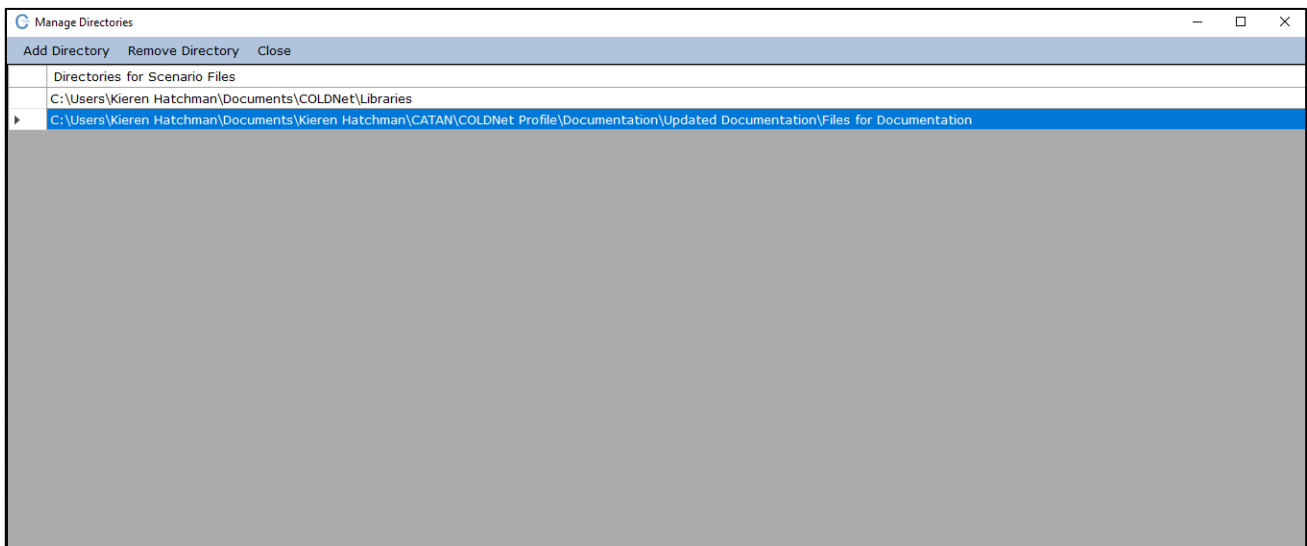 Manage Directories
Add Directory Remove Directory Close
Directories for Scenario Files
C:\Users\Kieren Hatchman\Documents\COLDNet\Libraries
C:\Users\Kieren Hatchman\Documents\Kieren Hatchman\CATAN\COLDNet Profile\Documentation\Updated Documentation\Files for Documentation